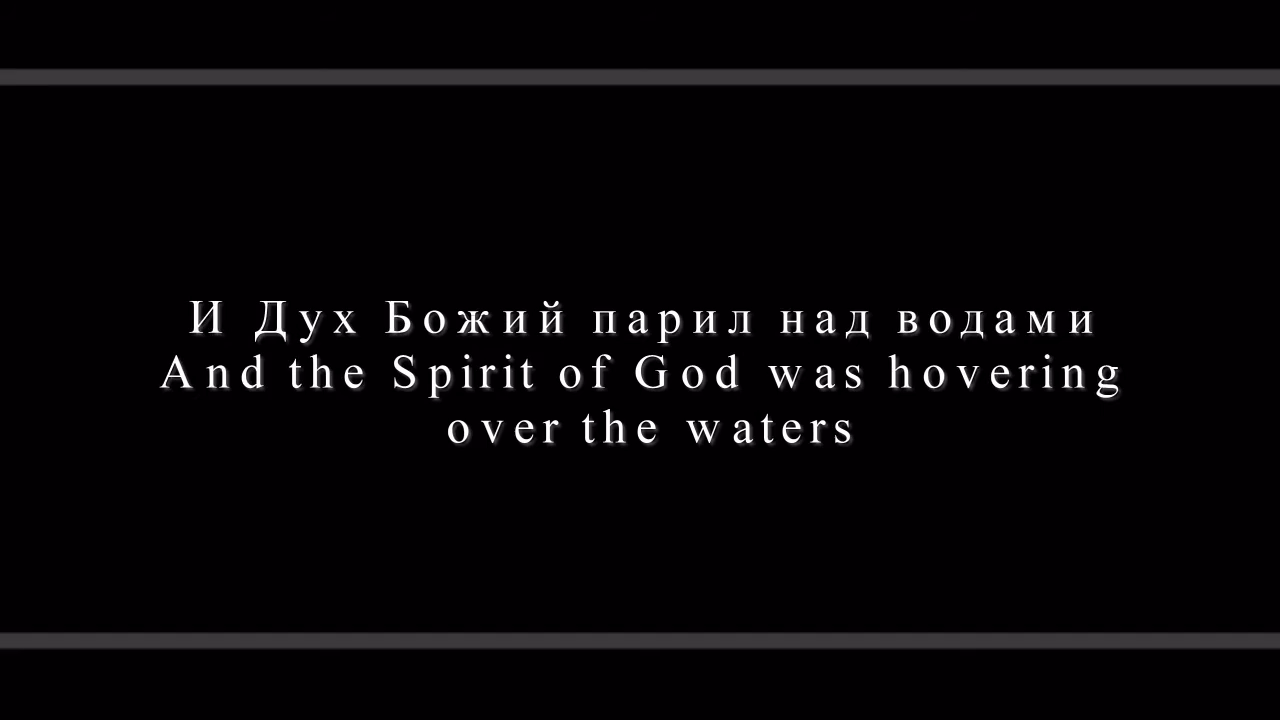 И Дух Божий парил над водами
And the Spirit of God was hovering
over the waters